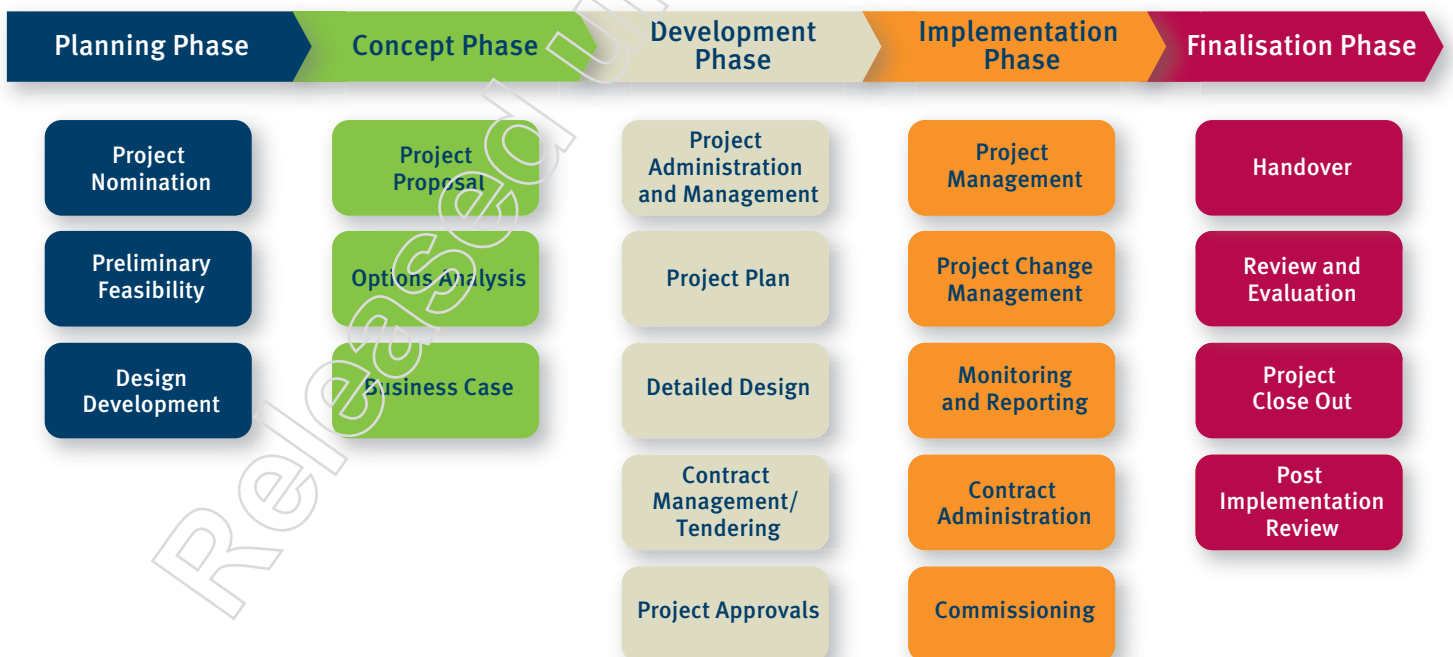 Planning Phase
Concept Phase
Development
Phase
Implementation
Phase
Finalisation Phase
Project
Nomination
Preliminary
Feasibility
Design
Development
Project
Proposal
Options Analysis
Business Case
Project
Administration
and Management
Project Plan
Detailed Design
Contract
Management/
Tendering
Project Approvals
Project
Management
Project Change
Management
Monitoring
and Reporting
Contract
Administration
Commissioning
Handover
Review and
Evaluation
Project
Close Out
Post
Implementation
Review
Released